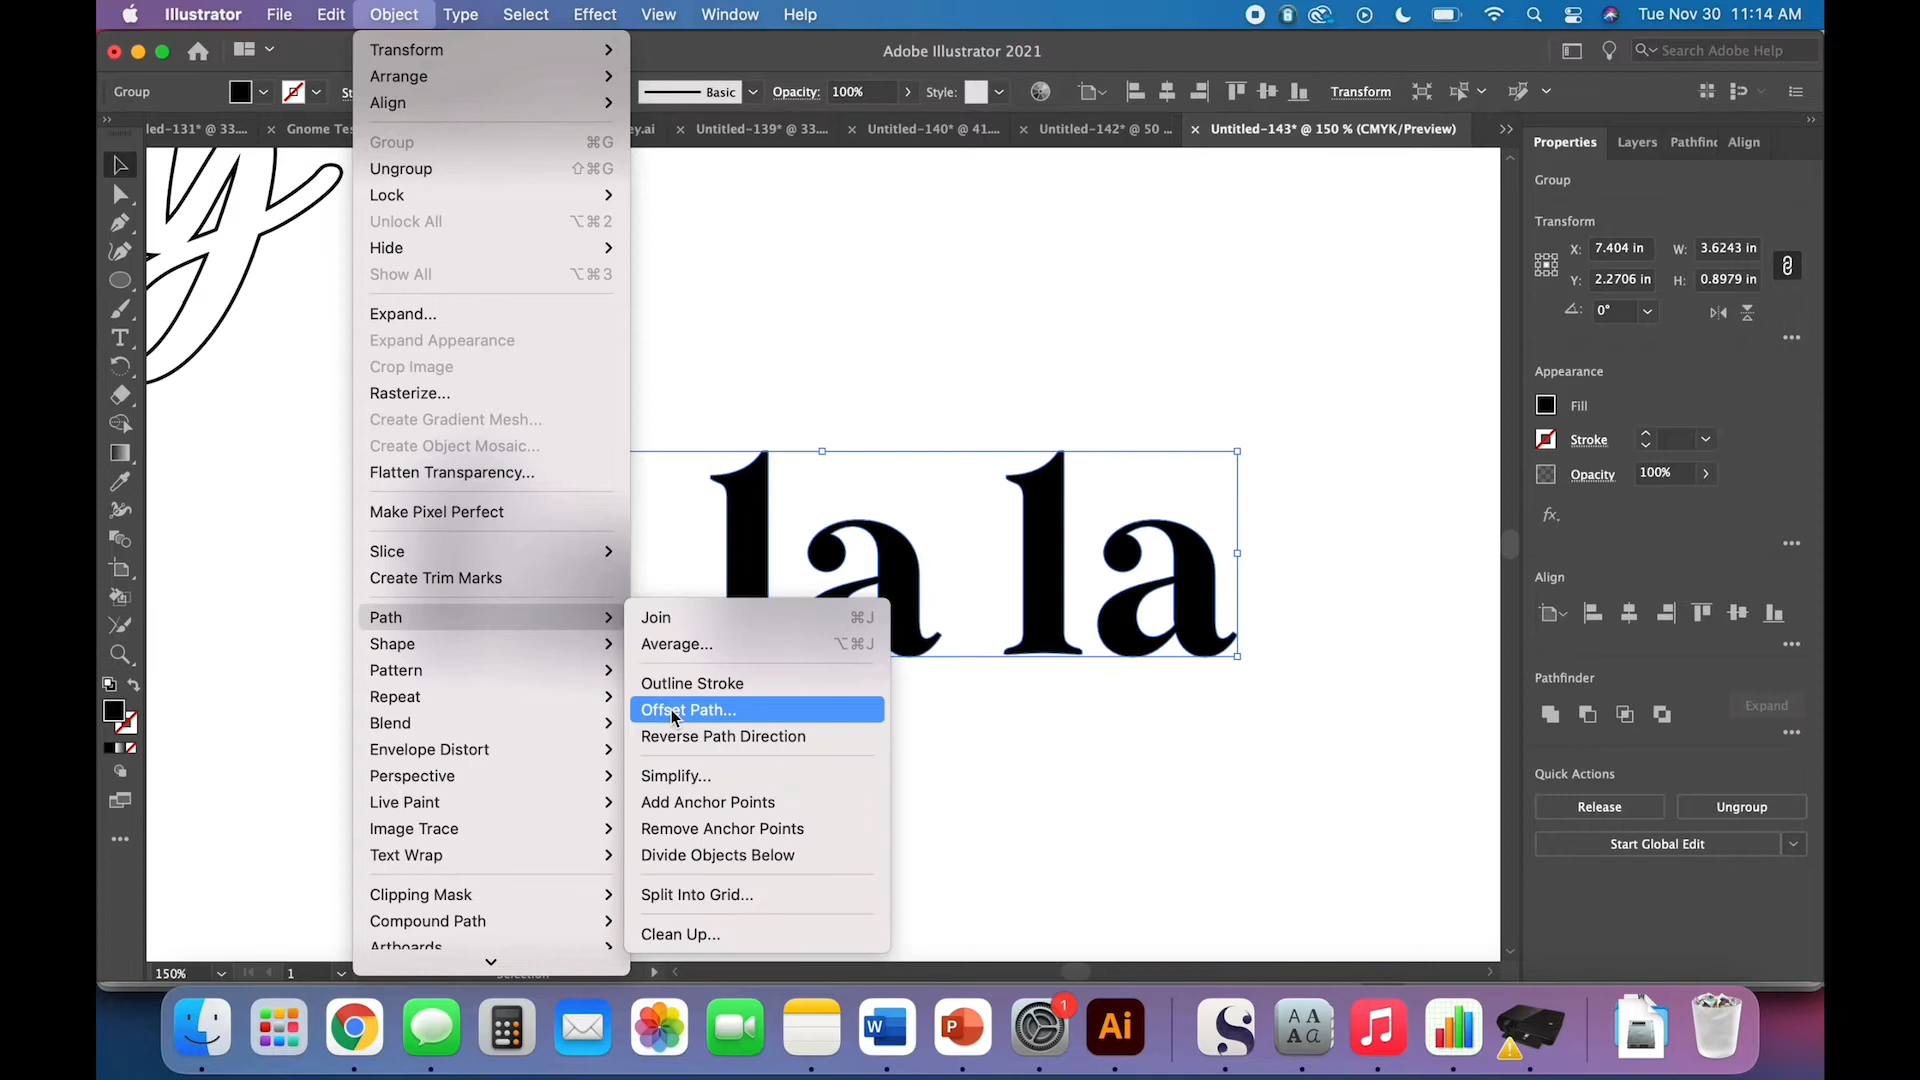 Illustrator File Edit Object Type Select Effect View Window Help Tue Nov 30 11:14 AM
Adobe Illustrator 2021 Search Adobe Help
Group Basic Opacity: 100% Style: Transform
led-131* @ 33.... Gnome Tes ey.ai Untitled-139* @ 33.... Untitled-140* @ 41.... Untitled-142* @ 50 ... Untitled-143* @ 150 % (CMYK/Preview)
Transform
Arrange
Align
Group ⌘G
Ungroup ⇧⌘G
Lock
Unlock All ⌥⌘2
Hide
Show All ⌥⌘3
Expand...
Expand Appearance
Crop Image
Rasterize...
Create Gradient Mesh...
Create Object Mosaic...
Flatten Transparency...
Make Pixel Perfect
Slice
Create Trim Marks
Path
Shape
Pattern
Repeat
Blend
Envelope Distort
Perspective
Live Paint
Image Trace
Text Wrap
Clipping Mask
Compound Path
Artboards
Join ⌘J
Average... ⌥⌘J
Outline Stroke
Offset Path...
Reverse Path Direction
Simplify...
Add Anchor Points
Remove Anchor Points
Divide Objects Below
Split Into Grid...
Clean Up...
la la
Properties Layers Pathfinc Align
Group
Transform
X: 7.404 in W: 3.6243 in
Y: 2.2706 in H: 0.8979 in
0°
Appearance
Fill
Stroke
Opacity 100%
fx.
Align
Pathfinder
Expand
Quick Actions
Release Ungroup
Start Global Edit
150% 1 Selection
W P 1 Ai